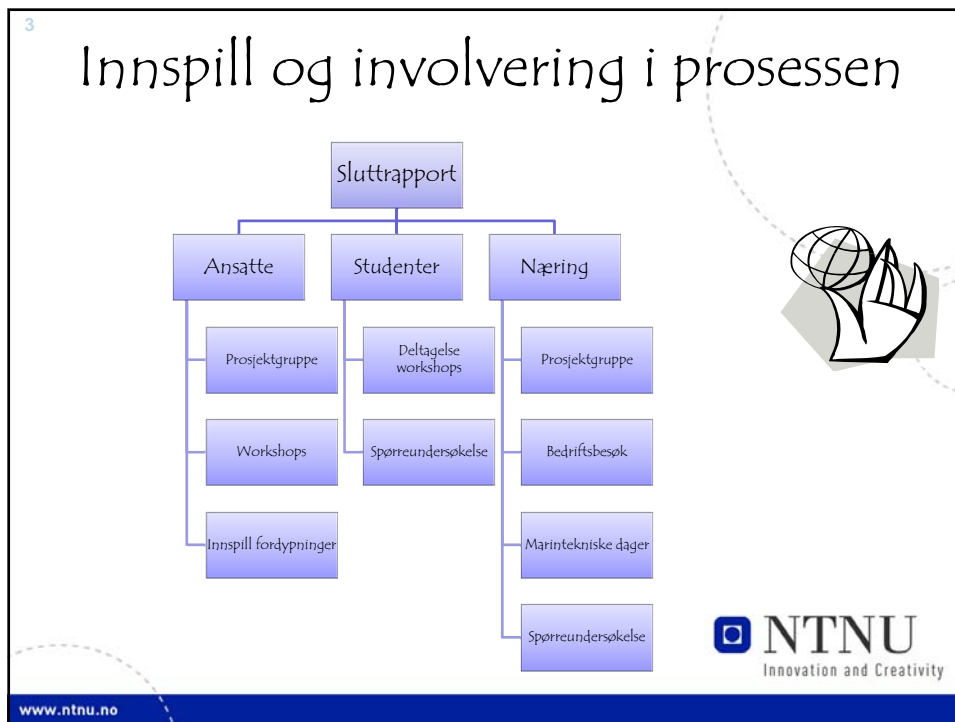 3
Innspill og involvering i prosessen
Sluttrapport
Ansatte
Studenter
Næring
Prosjektgruppe
Deltagelse
workshops
Prosjektgruppe
Workshops
Spørreundersøkelse
Bedriftsbesøk
Innspill fordypninger
Marintekniske dager
Spørreundersøkelse
NTNU
Innovation and Creativity
www.ntnu.no